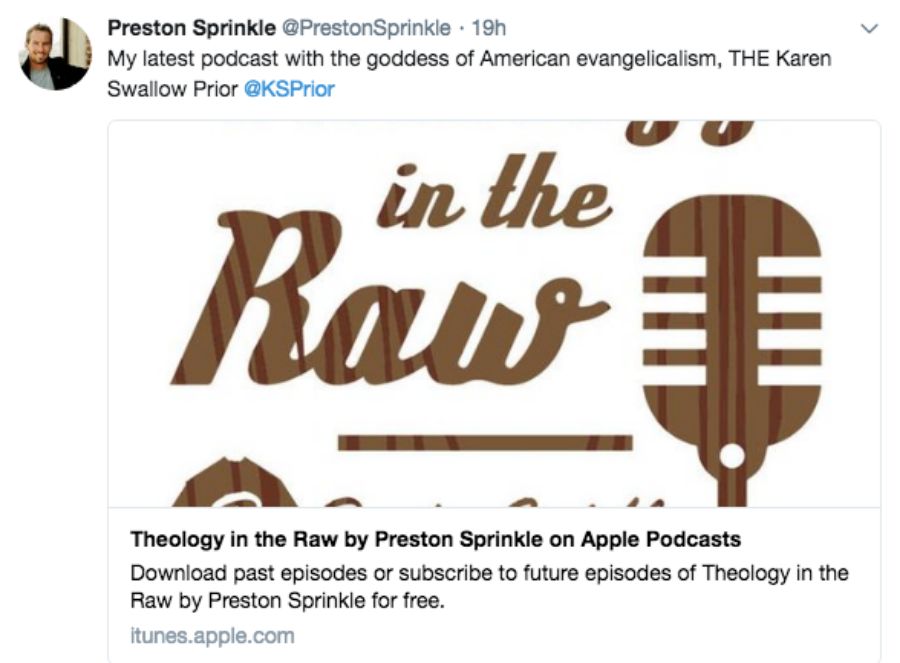 Preston Sprinkle @PrestonSprinkle · 19h
My latest podcast with the goddess of American evangelicalism, THE Karen
Swallow Prior @KSPrior
in the
Raw
Theology in the Raw by Preston Sprinkle on Apple Podcasts
Download past episodes or subscribe to future episodes of Theology in the
Raw by Preston Sprinkle for free.
itunes.apple.com